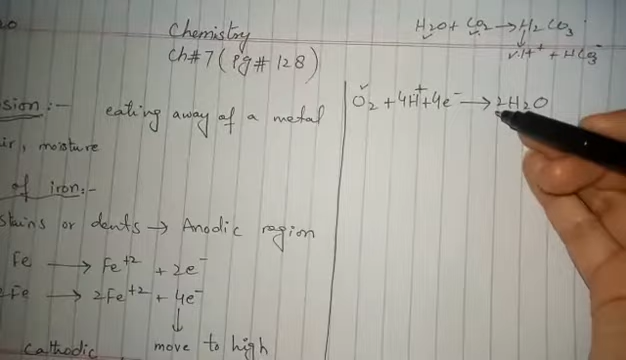 Chemistry
Ch#7 (Pg# 128)
H2O + CO2 → H2CO3
H+ + HCO3-
sion:- eating away of a metal
ir, moisture
of iron:-
stains or dents → Anodic region
Fe → Fe+2 + 2e-
2Fe → 2Fe+2 + 4e-
↓
cathodic move to high
O2 + 4H+ + 4e- → 2H2O